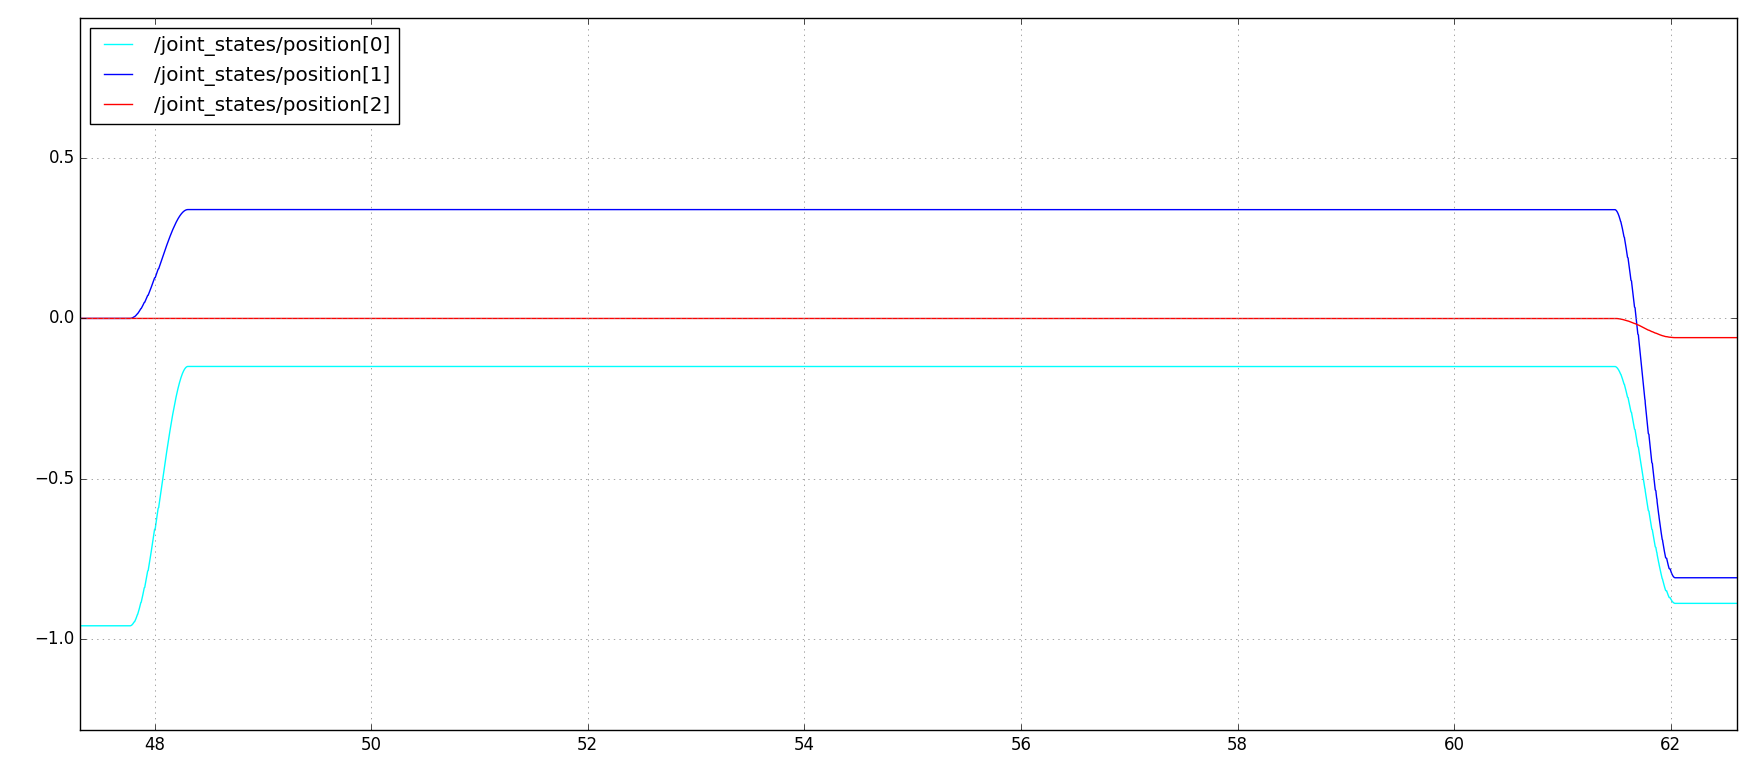 /joint_states/position[0]
/joint_states/position[1]
/joint_states/position[2]
0.5
0.0
−0.5
−1.0
48 50 52 54 56 58 60 62